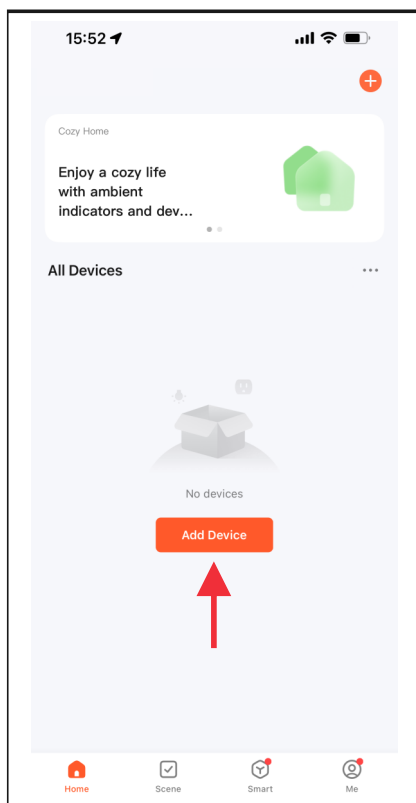 15:52
Cozy Home
Enjoy a cozy life
with ambient
indicators and dev...
All Devices
No devices
Add Device
Home
Scene
Smart
Me